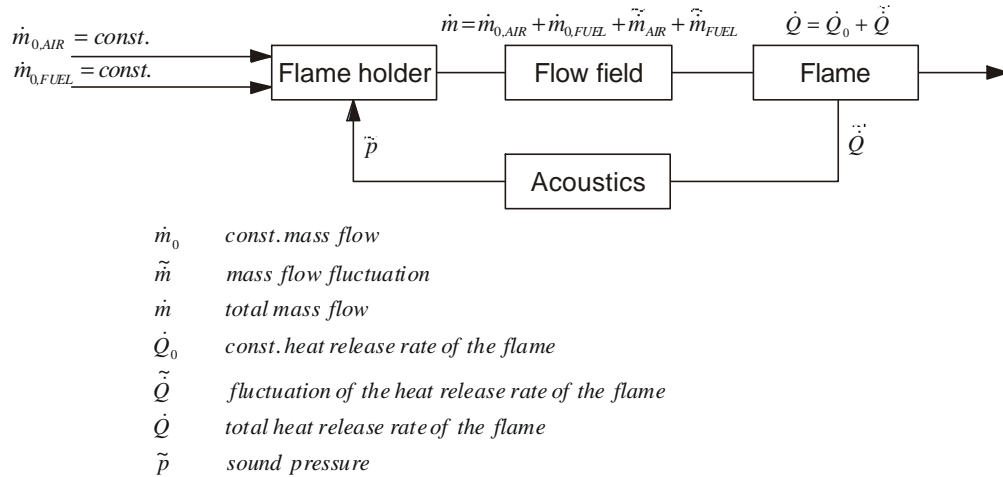 ṁ₀,AIR = const.
ṁ₀,FUEL = const.
Flame holder
ṁ = ṁ₀,AIR + ṁ₀,FUEL + ṁ̃AIR + ṁ̃FUEL
Flow field
Q̇ = Q̇₀ + Q̇̃
Flame
p̃
Acoustics
Q̇̃
ṁ₀ const. mass flow
ṁ̃ mass flow fluctuation
ṁ total mass flow
Q̇₀ const. heat release rate of the flame
Q̇̃ fluctuation of the heat release rate of the flame
Q̇ total heat release rate of the flame
p̃ sound pressure